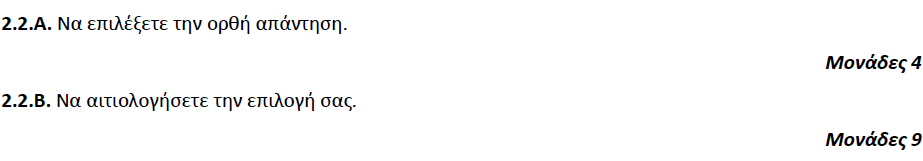 2.2.Α. Να επιλέξετε την ορθή απάντηση.
Μονάδες 4
2.2.Β. Να αιτιολογήσετε την επιλογή σας.
Μονάδες 9